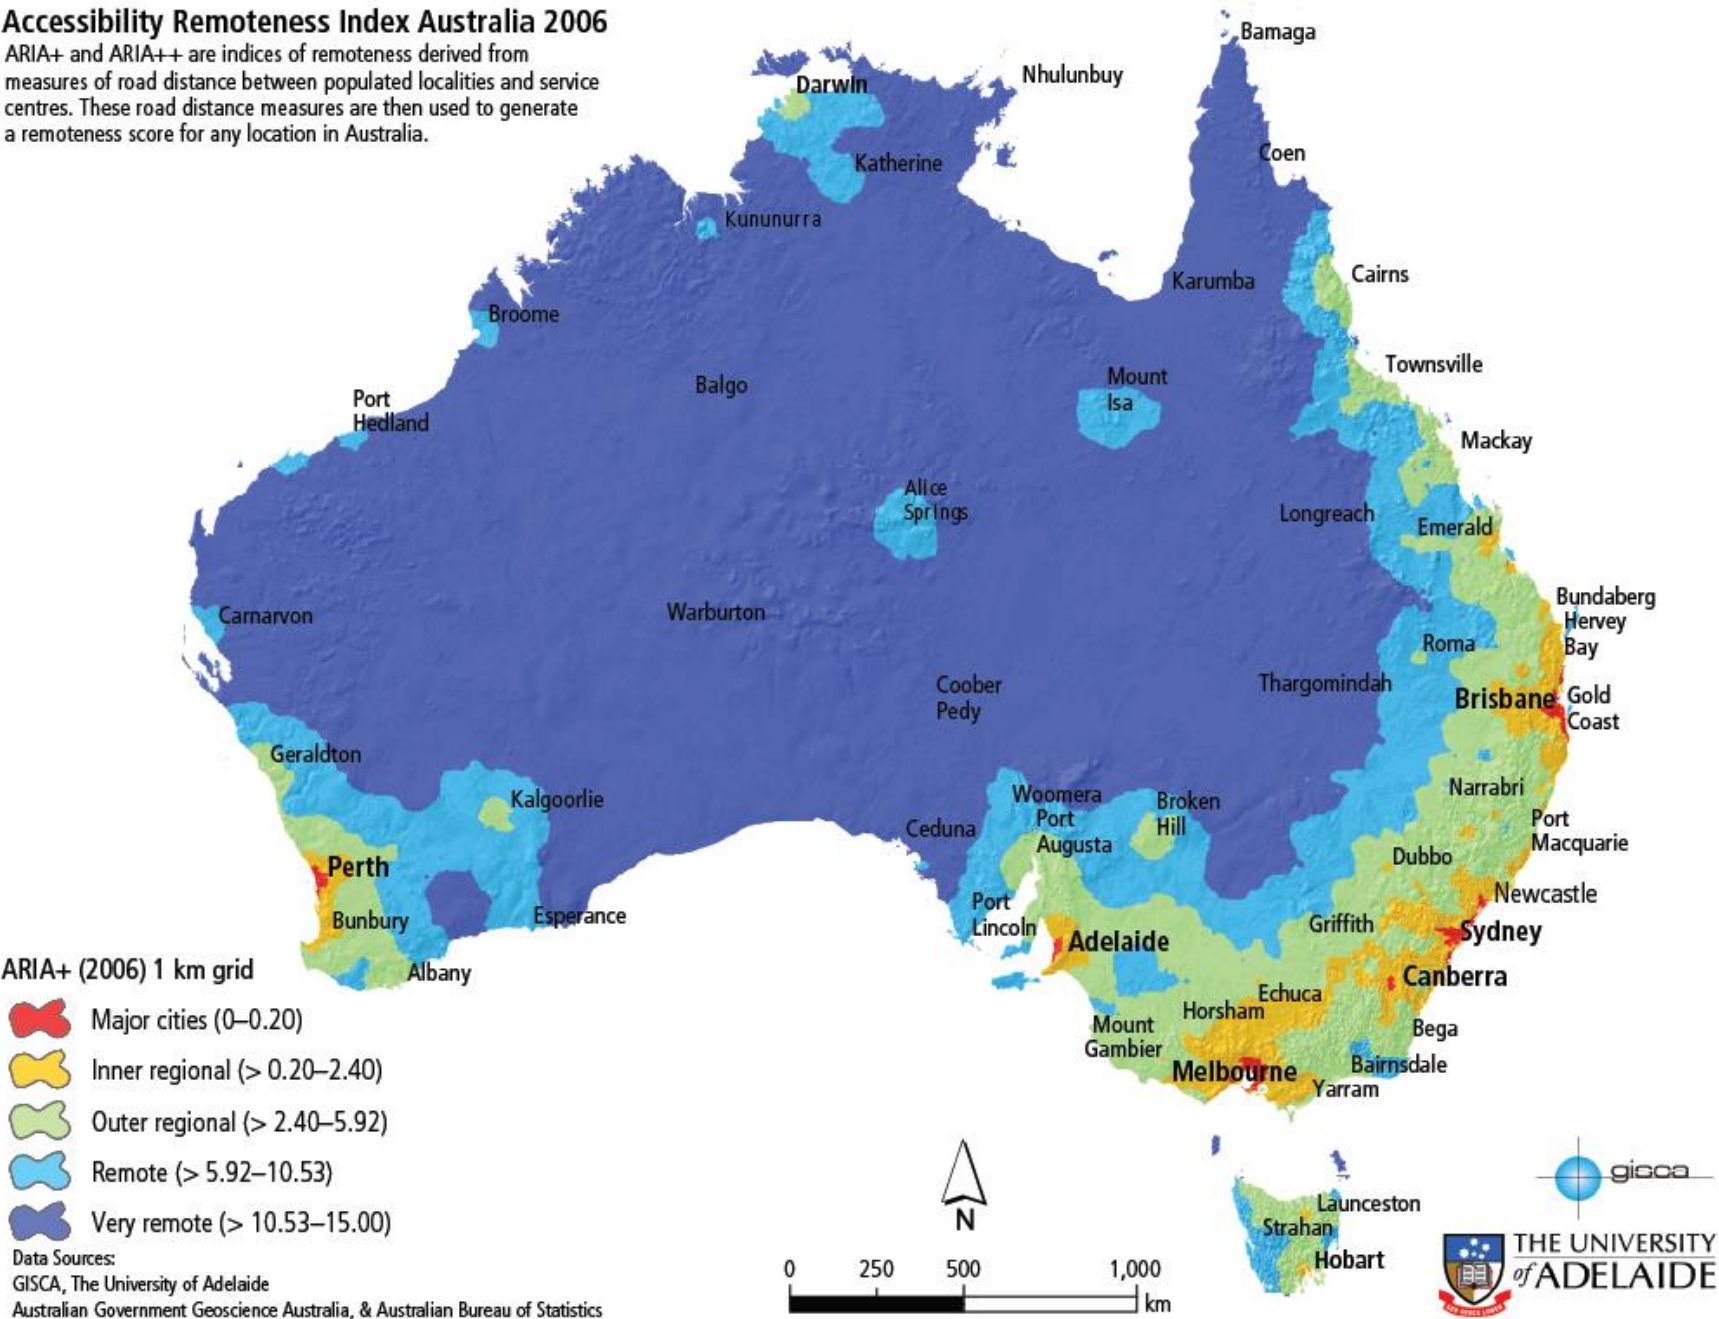 Accessibility Remoteness Index Australia 2006
ARIA+ and ARIA++ are indices of remoteness derived from
measures of road distance between populated localities and service
centres. These road distance measures are then used to generate
a remoteness score for any location in Australia.
Bamaga
Nhulunbuy
Darwin
Coen
Katherine
Kununurra
Cairns
Karumba
Broome
Townsville
Mount
Isa
Balgo
Port
Hedland
Mackay
Alice
Springs
Longreach
Emerald
Bundaberg
Hervey
Bay
Carnarvon
Warburton
Roma
Coober
Pedy
Thargomindah
Brisbane
Gold
Coast
Geraldton
Narrabri
Kalgoorlie
Woomera
Broken
Hill
Port
Augusta
Ceduna
Port
Macquarie
Dubbo
Perth
Newcastle
Port
Lincoln
Bunbury
Esperance
Griffith
Sydney
Adelaide
Albany
Canberra
Echuca
Horsham
Mount
Gambier
Bega
Bairnsdale
Melbourne
Yarram
Launceston
Strahan
Hobart
ARIA+ (2006) 1 km grid
Major cities (0–0.20)
Inner regional (> 0.20–2.40)
Outer regional (> 2.40–5.92)
Remote (> 5.92–10.53)
Very remote (> 10.53–15.00)
Data Sources:
GISCA, The University of Adelaide
Australian Government Geoscience Australia, & Australian Bureau of Statistics
N
0 250 500 1,000
km
gisca
THE UNIVERSITY
of ADELAIDE